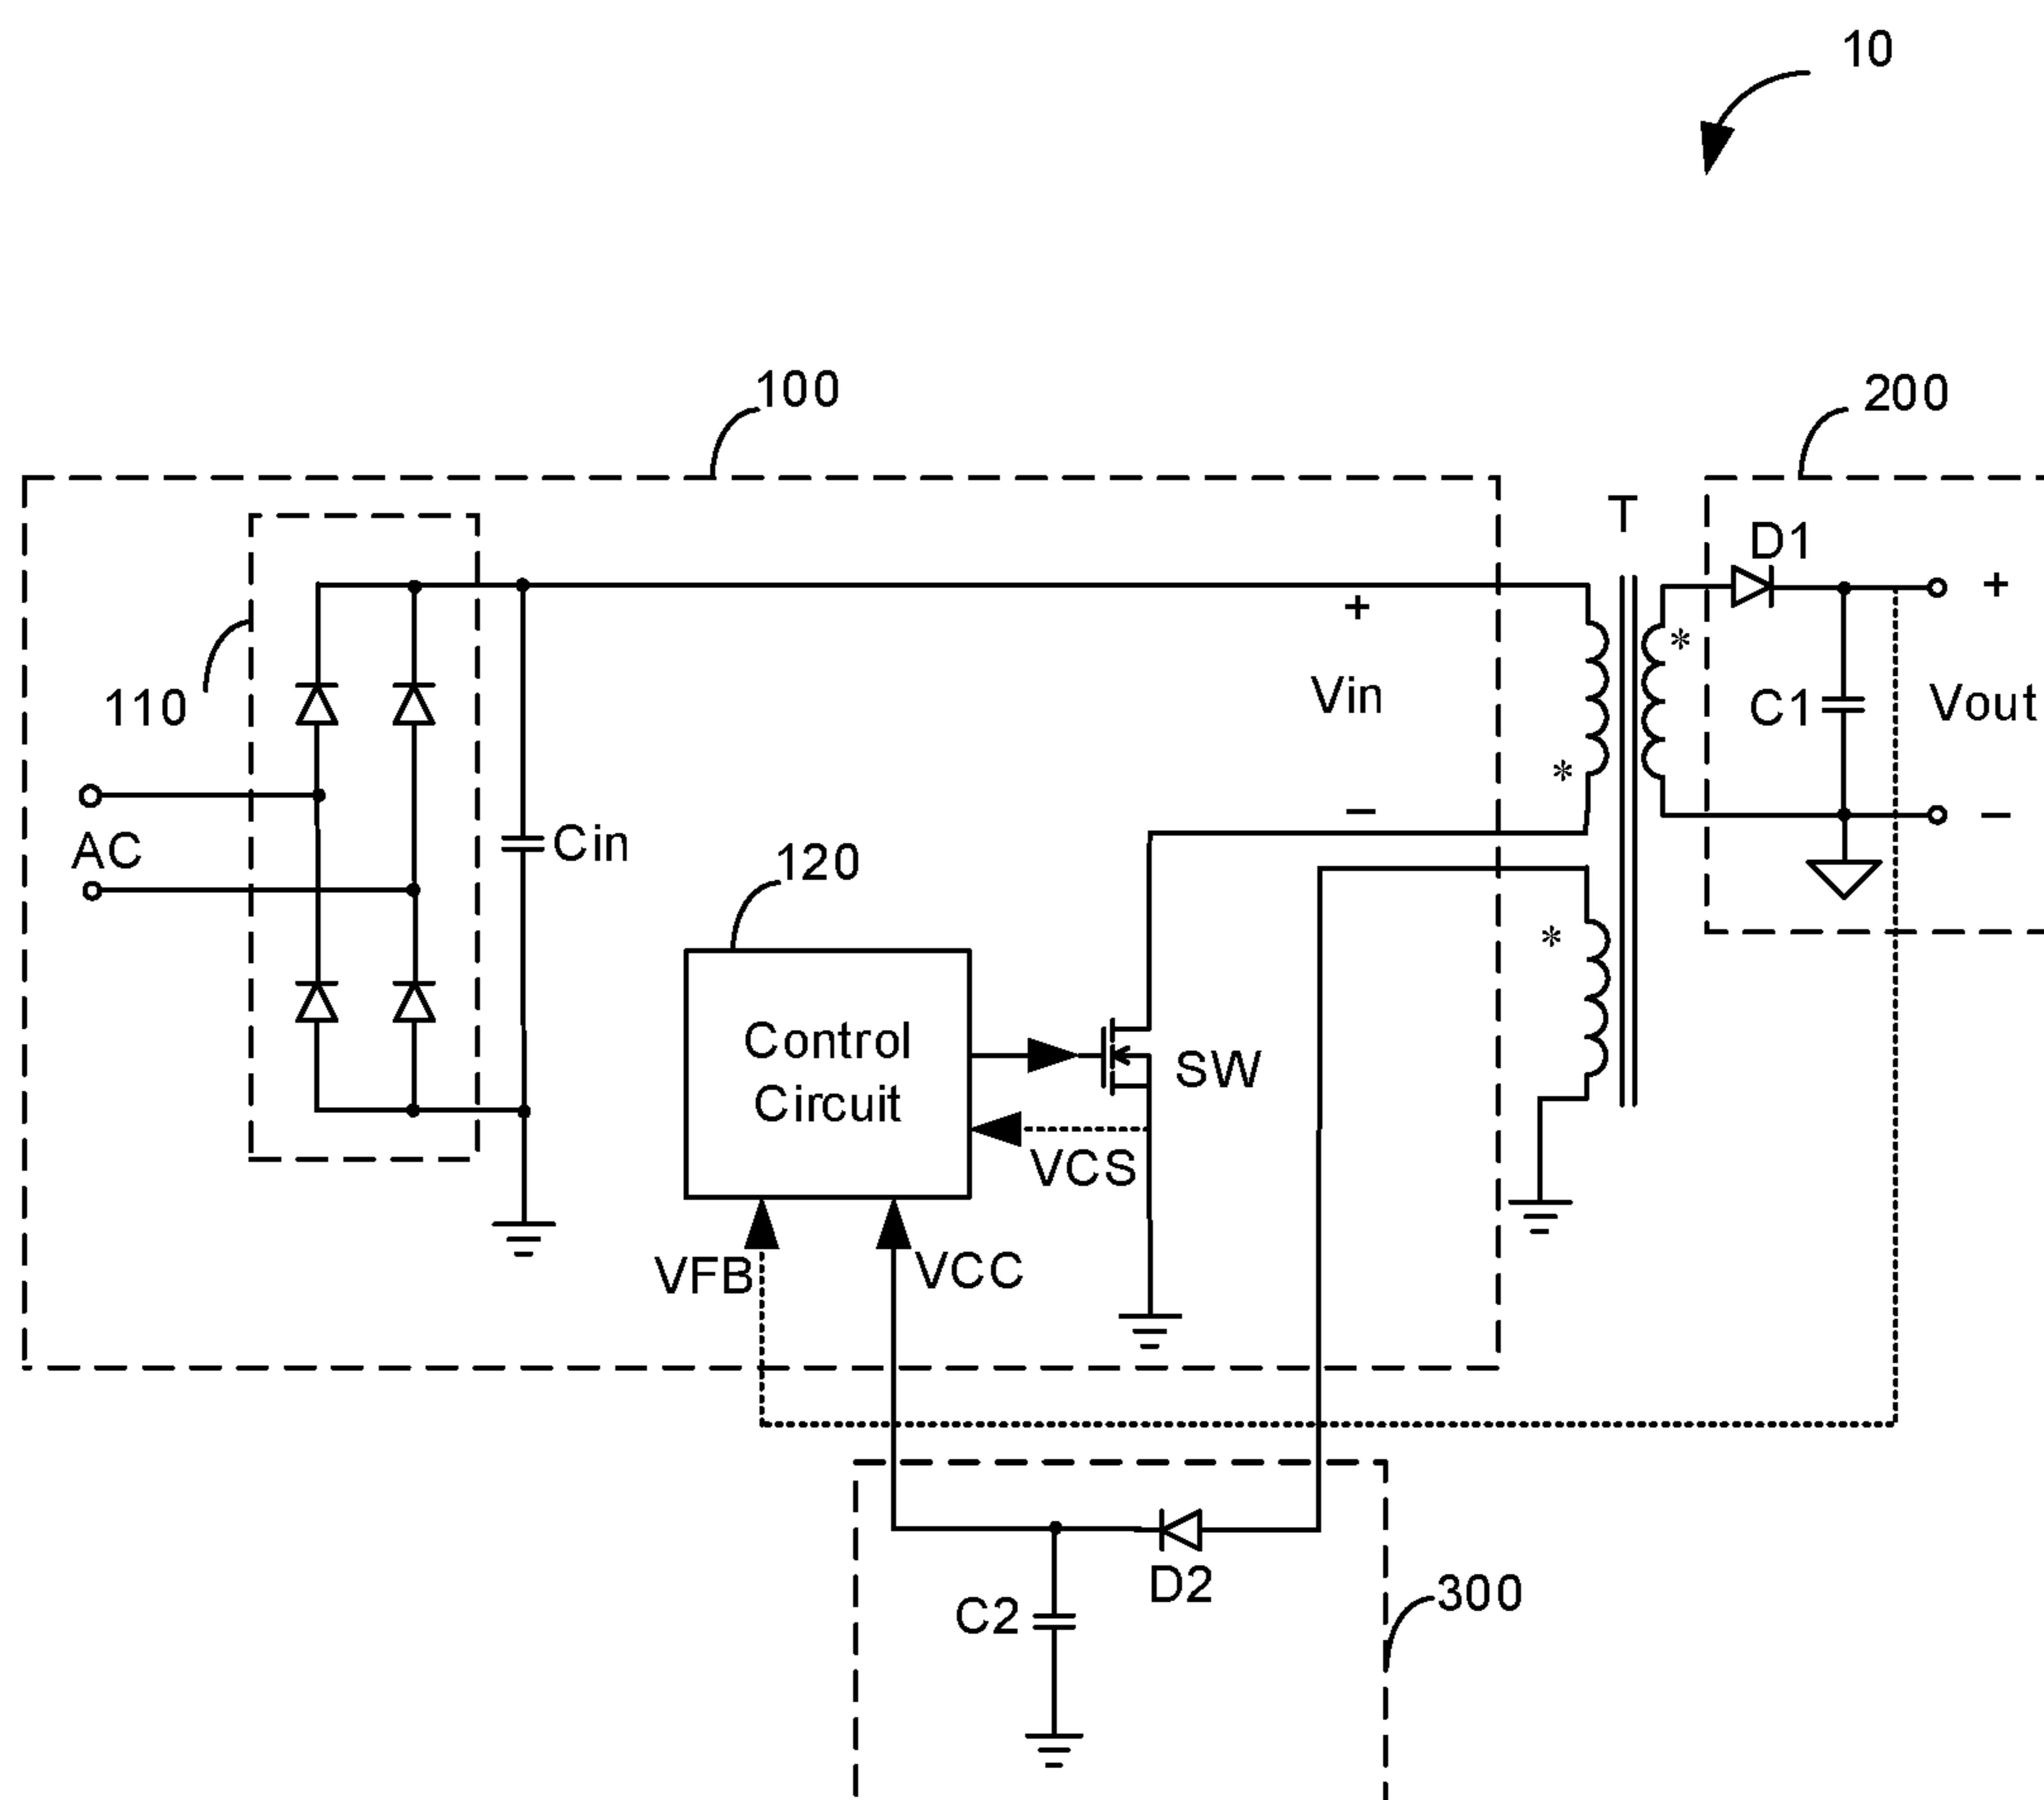 10
100
200
T
D1
+
+
110
Vin
C1
Vout
*
*
−
−
AC
Cin
120
*
Control
Circuit
SW
VCS
VFB
VCC
D2
300
C2